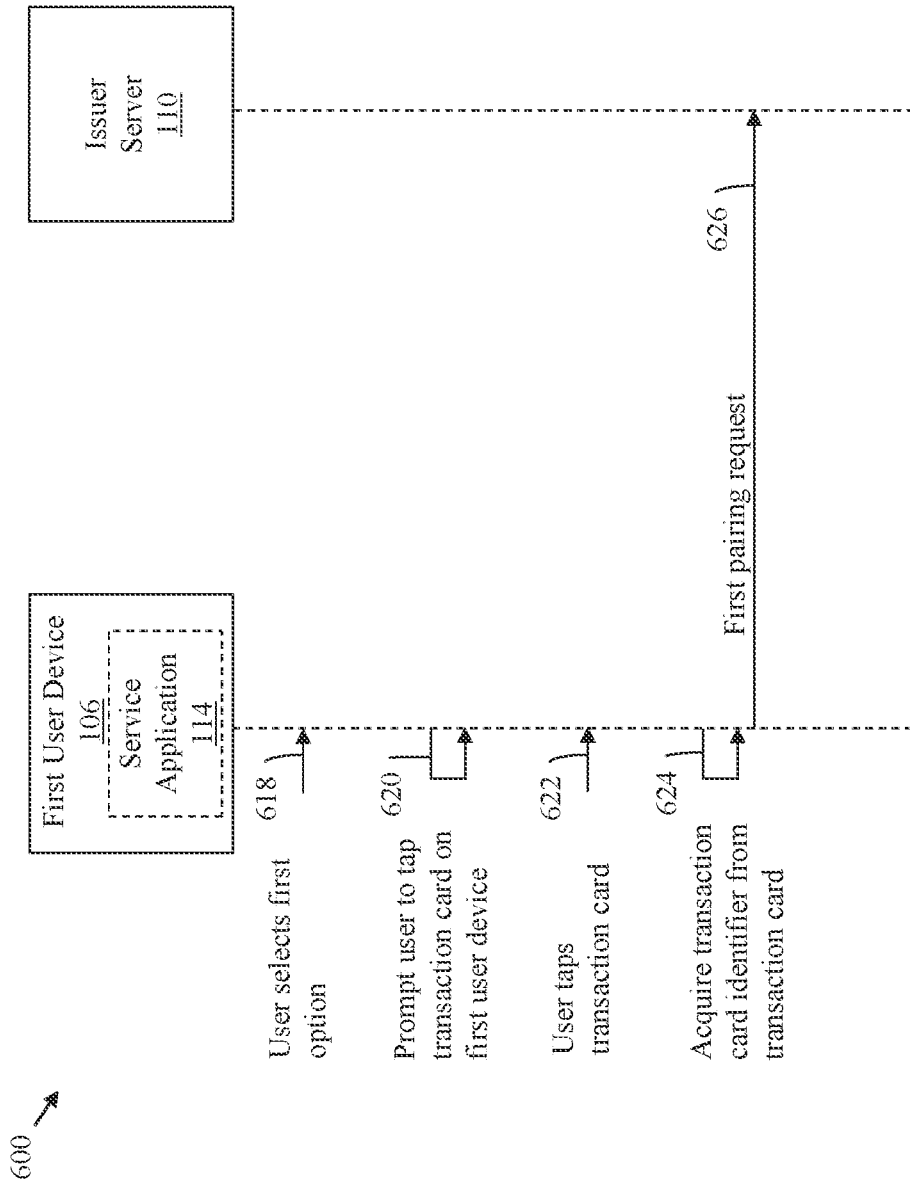 600
First User Device
106
Service
Application
114
Issuer
Server
110
User selects first
option
618
Prompt user to tap
transaction card on
first user device
620
User taps
transaction card
622
Acquire transaction
card identifier from
transaction card
624
First pairing request
626